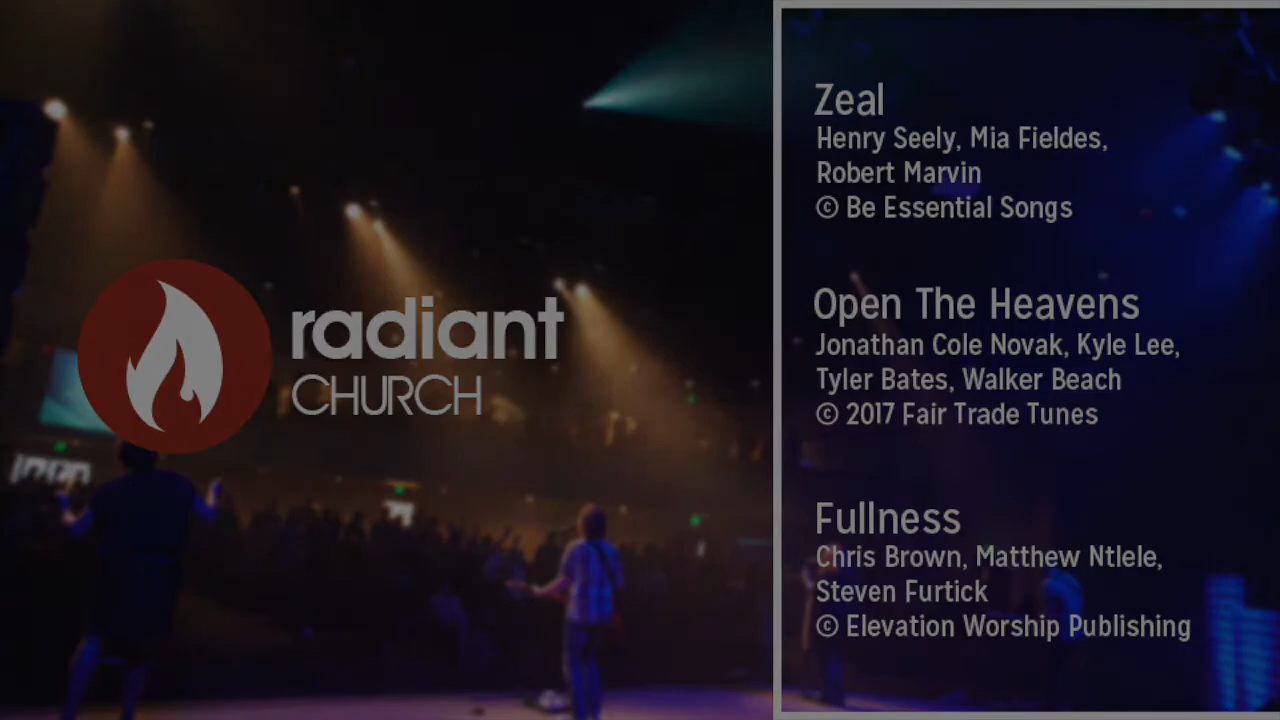 radiant
CHURCH
Zeal
Henry Seely, Mia Fieldes,
Robert Marvin
© Be Essential Songs
Open The Heavens
Jonathan Cole Novak, Kyle Lee,
Tyler Bates, Walker Beach
© 2017 Fair Trade Tunes
Fullness
Chris Brown, Matthew Ntlele,
Steven Furtick
© Elevation Worship Publishing